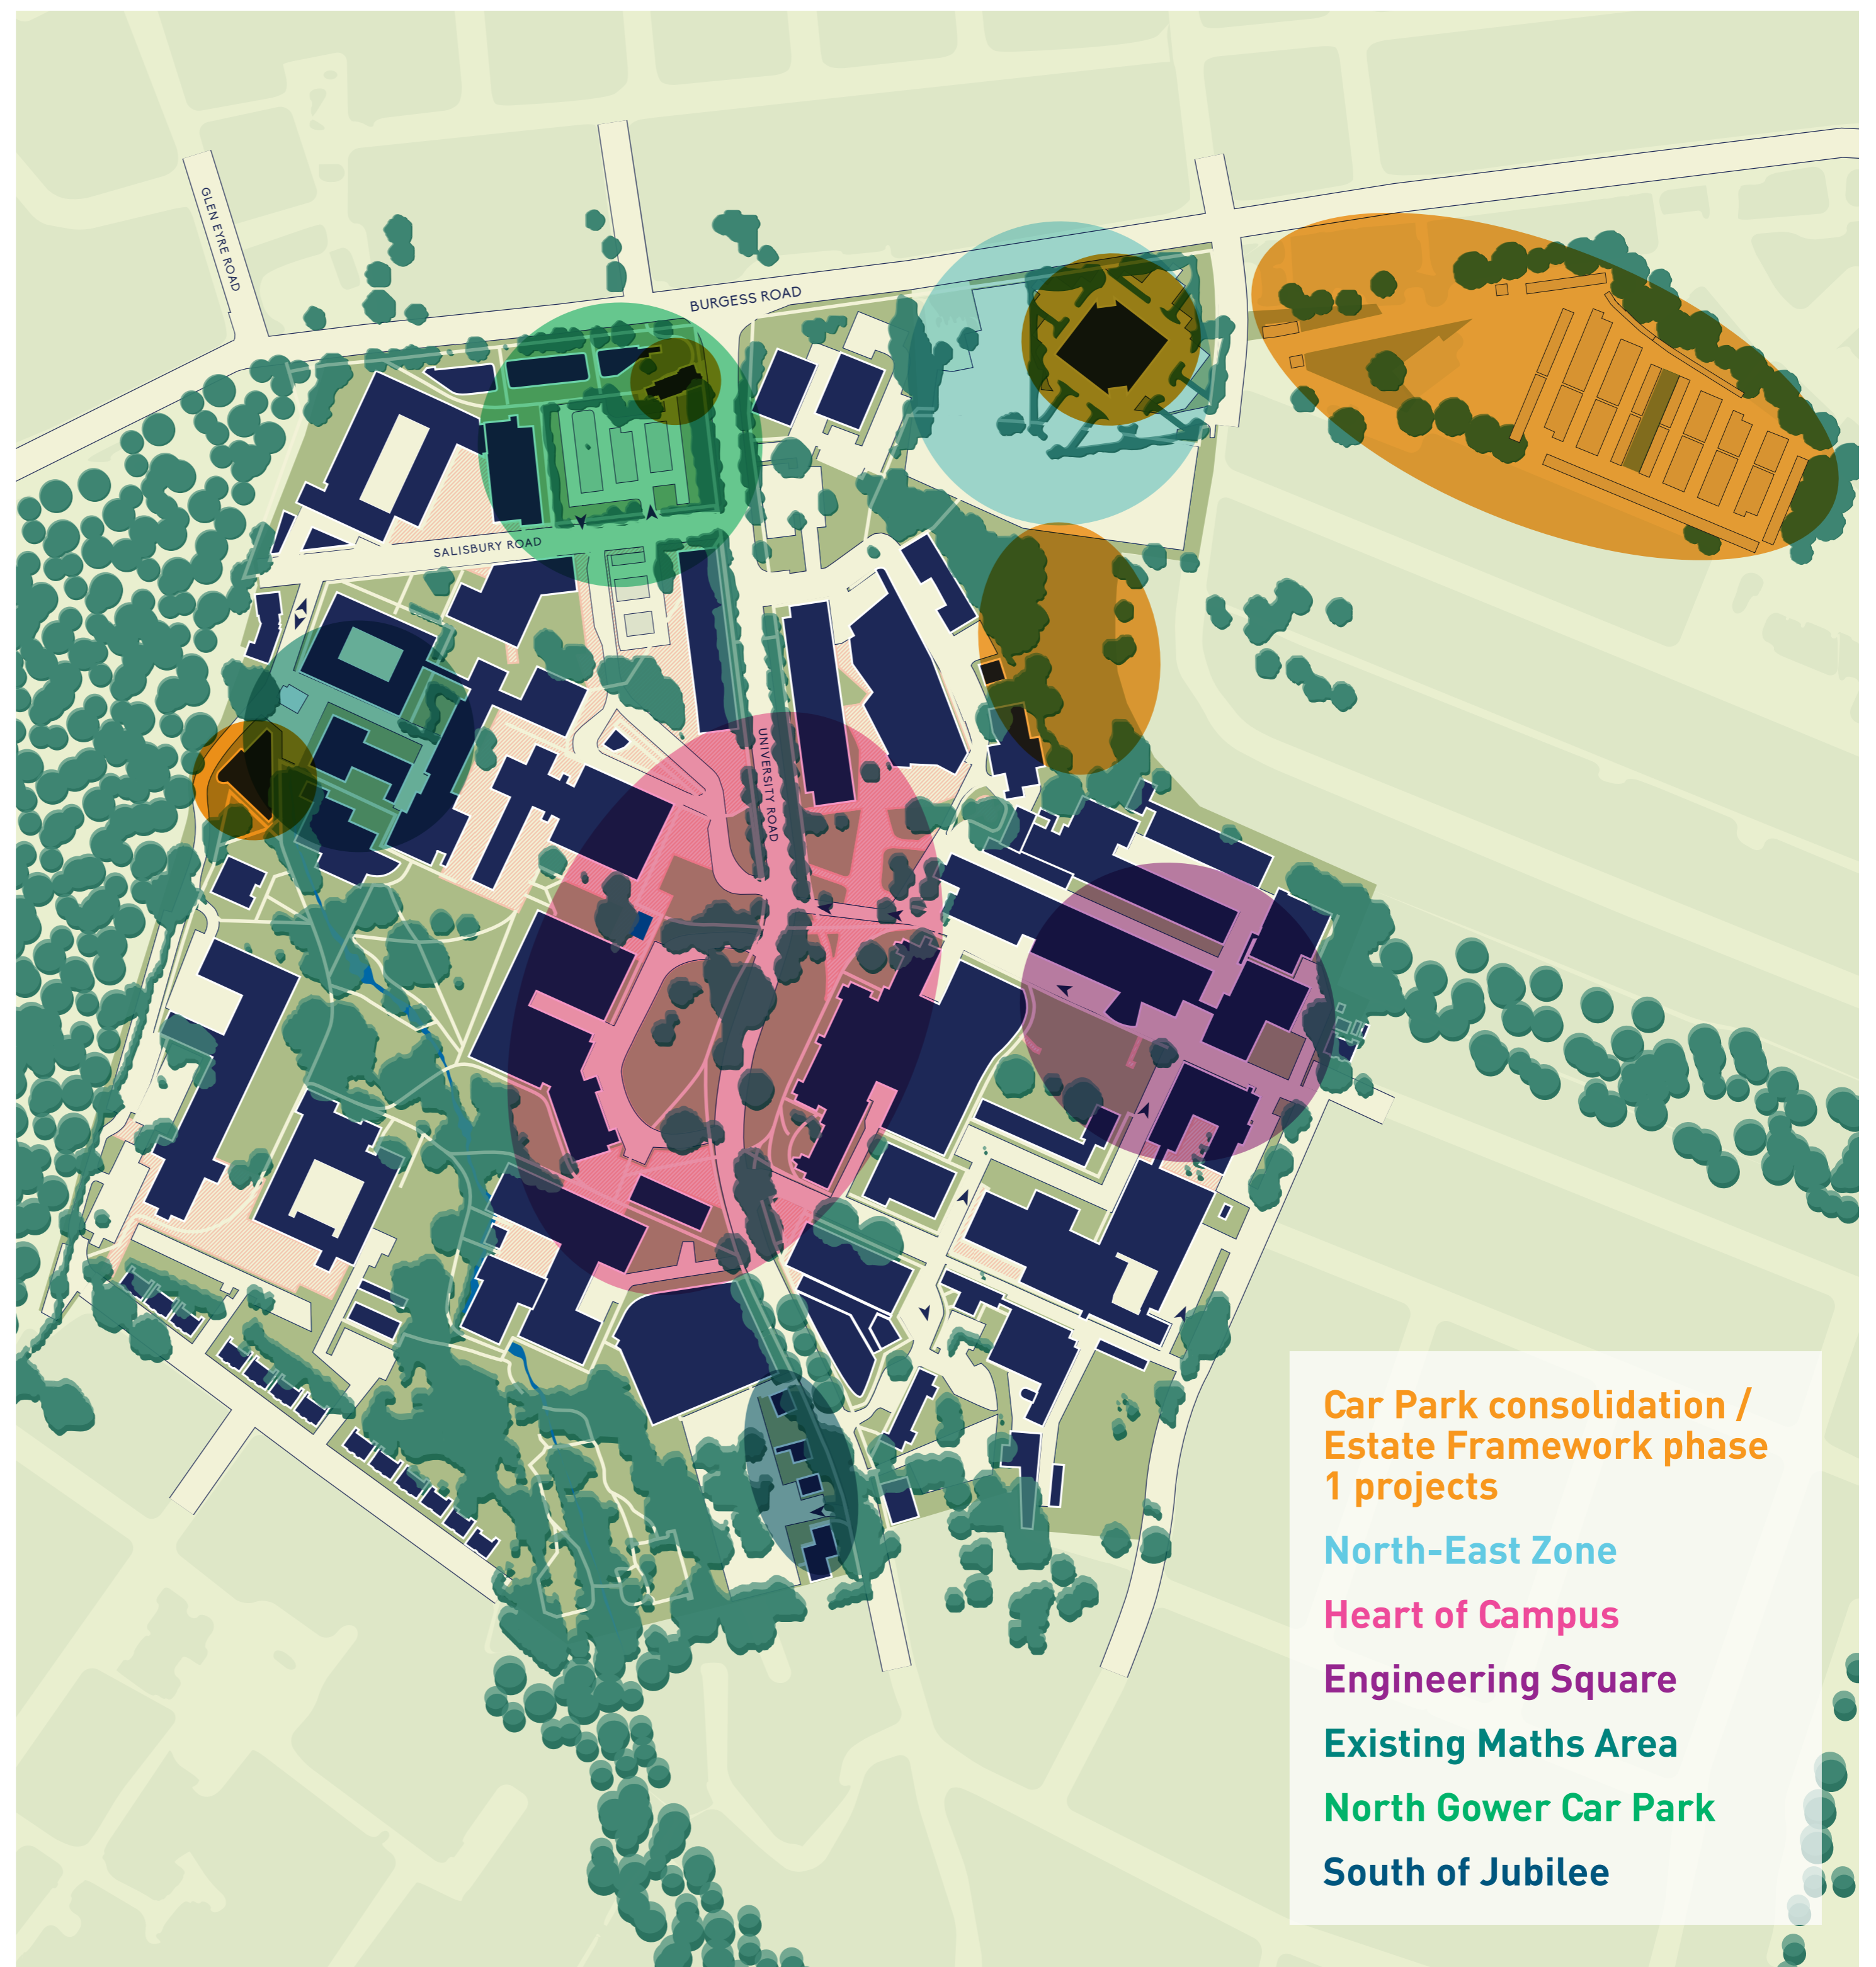 GLEN EYRE ROAD
BURGESS ROAD
SALISBURY ROAD
UNIVERSITY ROAD
Car Park consolidation /
Estate Framework phase
1 projects
North-East Zone
Heart of Campus
Engineering Square
Existing Maths Area
North Gower Car Park
South of Jubilee